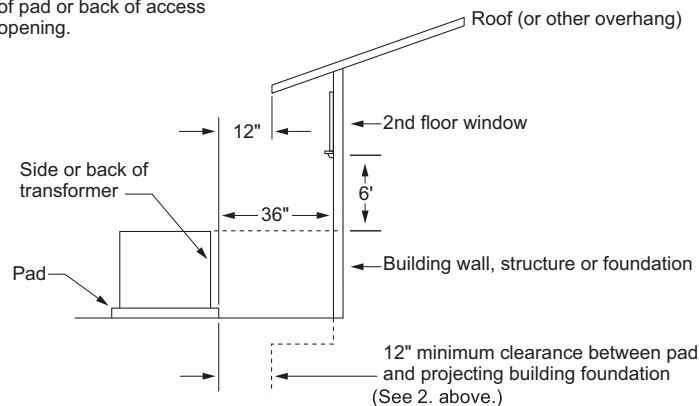 of pad or back of access
opening.
Roof (or other overhang)
12"
2nd floor window
Side or back of
transformer
6'
36"
Building wall, structure or foundation
Pad
12" minimum clearance between pad
and projecting building foundation
(See 2. above.)